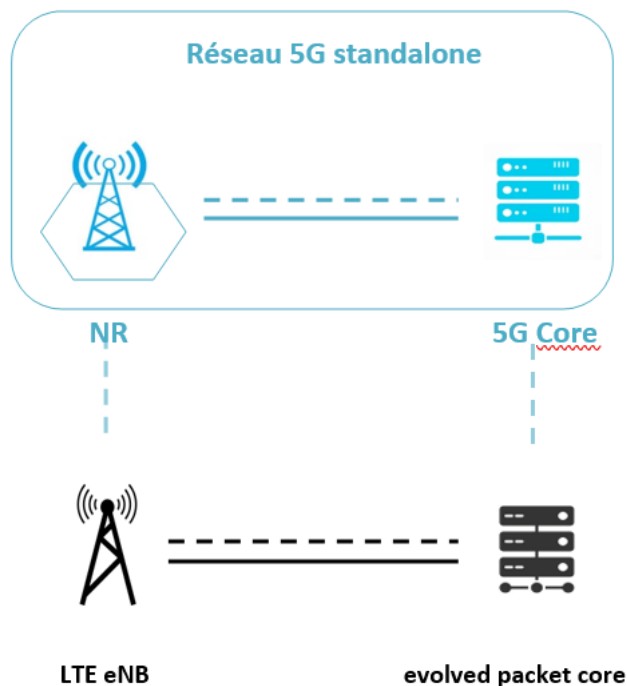 Réseau 5G standalone
NR
5G Core
LTE eNB
evolved packet core